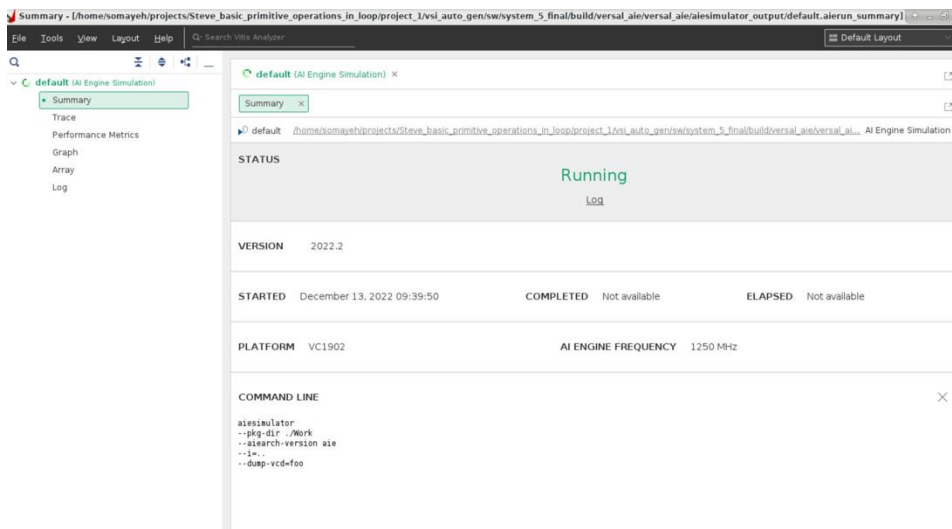 Summary - [/home/somayeh/projects/Steve_basic_primitive_operations_in_loop/project_1/vsi_auto_gen/sw/system_5_final/build/versal_aie/versal_aie/aiesimulator_output/default.aierun_summary]
File Tools View Layout Help Q- Search Vitis Analyzer Default Layout
default (AI Engine Simulation)
Summary
Trace
Performance Metrics
Graph
Array
Log
default (AI Engine Simulation) ×
Summary ×
default /home/somayeh/projects/Steve_basic_primitive_operations_in_loop/project_1/vsi_auto_gen/sw/system_5_final/build/versal_aie/versal_ai... AI Engine Simulation
STATUS
Running
Log
VERSION 2022.2
STARTED December 13, 2022 09:39:50 COMPLETED Not available ELAPSED Not available
PLATFORM VC1902 AI ENGINE FREQUENCY 1250 MHz
COMMAND LINE
aiesimulator
--pkg-dir ./Work
--aiearch-version aie
--i=..
--dump-vcd=foo